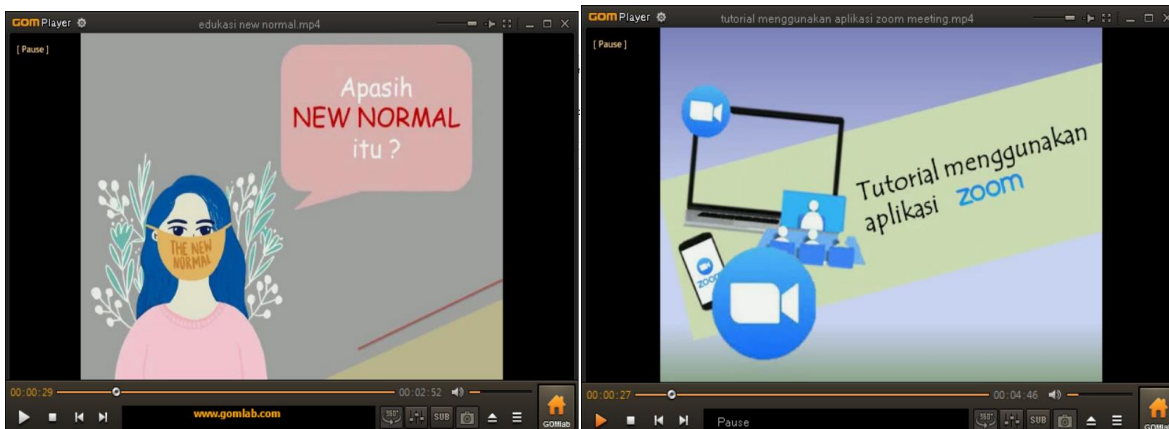 GOM Player
edukasi new normal.mp4
[ Pause ]
Apasih
NEW NORMAL
itu ?
THE NEW
NORMAL
00:00:29
00:02:52
www.gomlab.com
360°
SUB
GOMlab
GOM Player
tutorial menggunakan aplikasi zoom meeting.mp4
[ Pause ]
Tutorial menggunakan
aplikasi zoom
zoom
00:00:27
00:04:46
Pause
360°
SUB